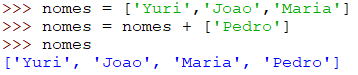 >>> nomes = ['Yuri','Joao','Maria']
>>> nomes = nomes + ['Pedro']
>>> nomes
['Yuri', 'Joao', 'Maria', 'Pedro']